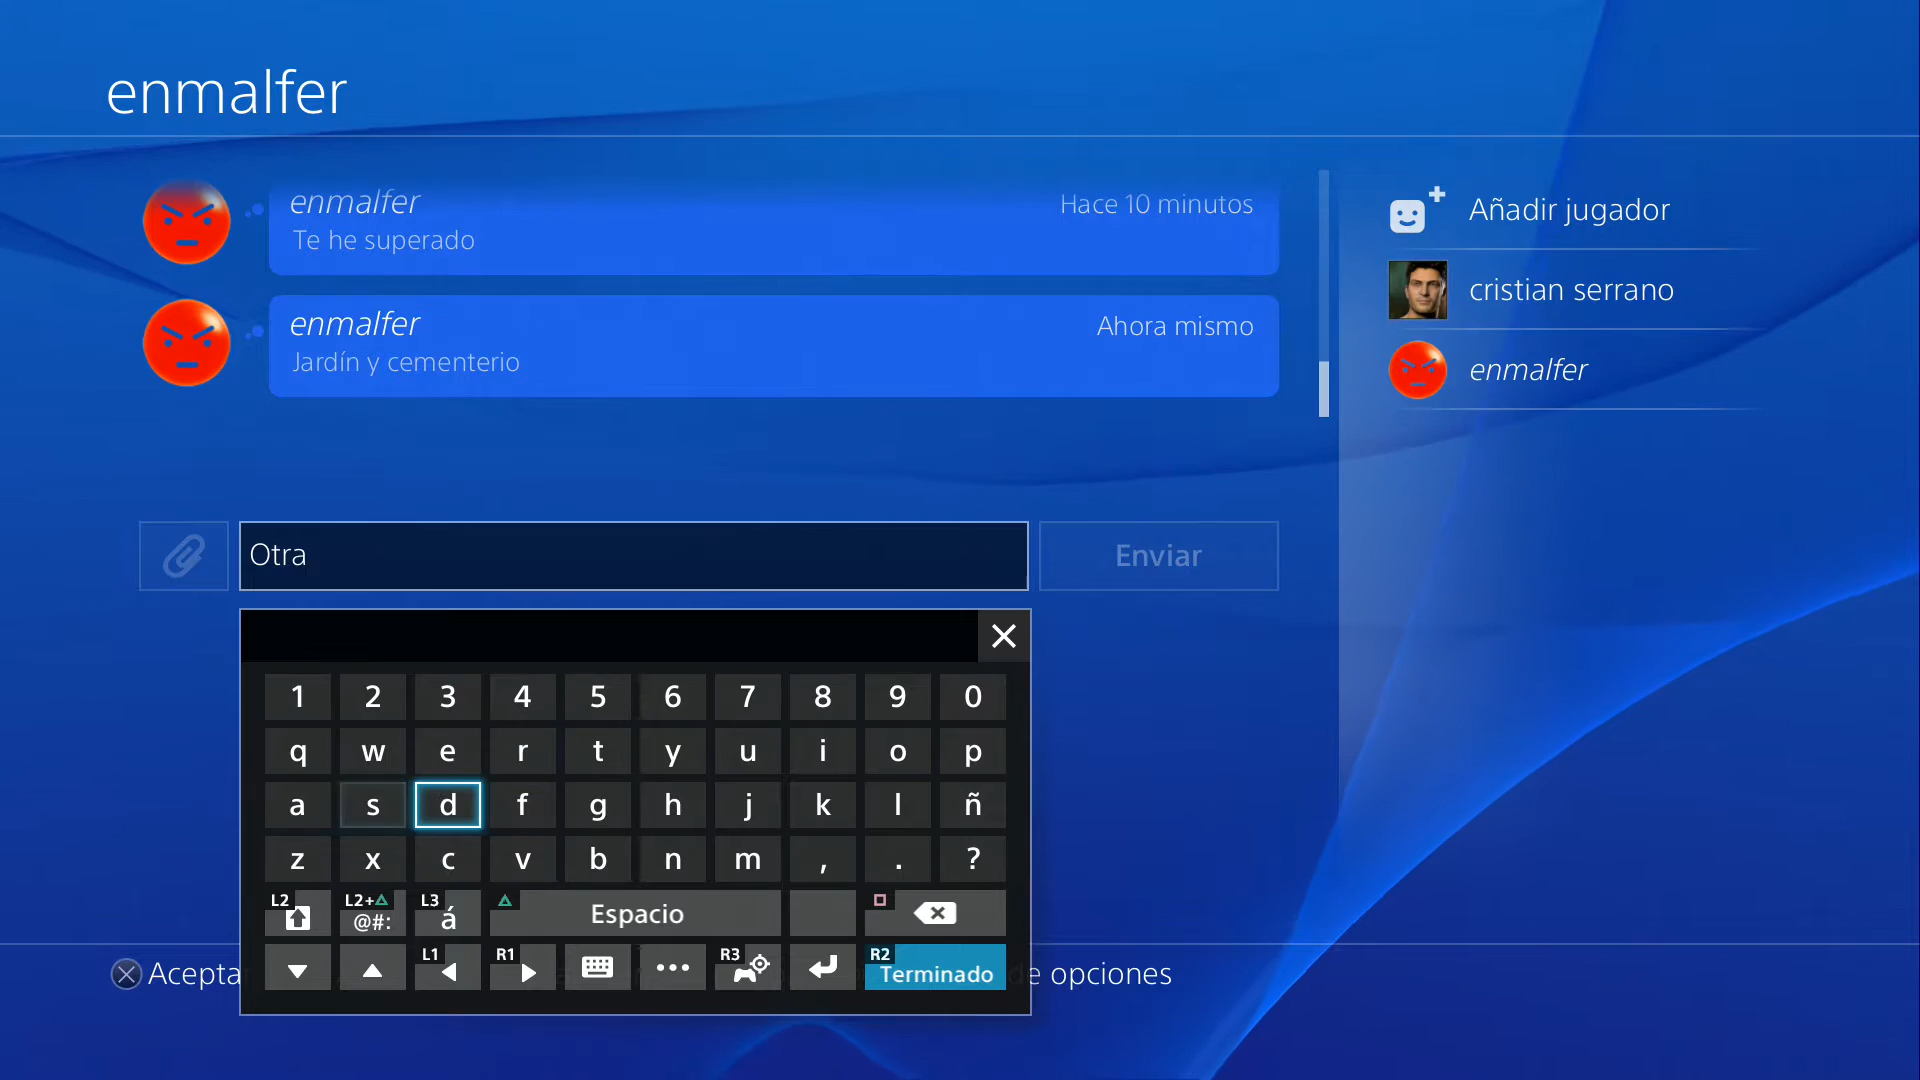 enmalfer
enmalfer Hace 10 minutos
Te he superado
enmalfer Ahora mismo
Jardín y cementerio
Añadir jugador
cristian serrano
enmalfer
Otra
Enviar
1 2 3 4 5 6 7 8 9 0
q w e r t y u i o p
a s d f g h j k l ñ
z x c v b n m , . ?
L2 L2+△ @#: L3 á △ Espacio
L1 R1 R3 R2 Terminado
Acepta
de opciones